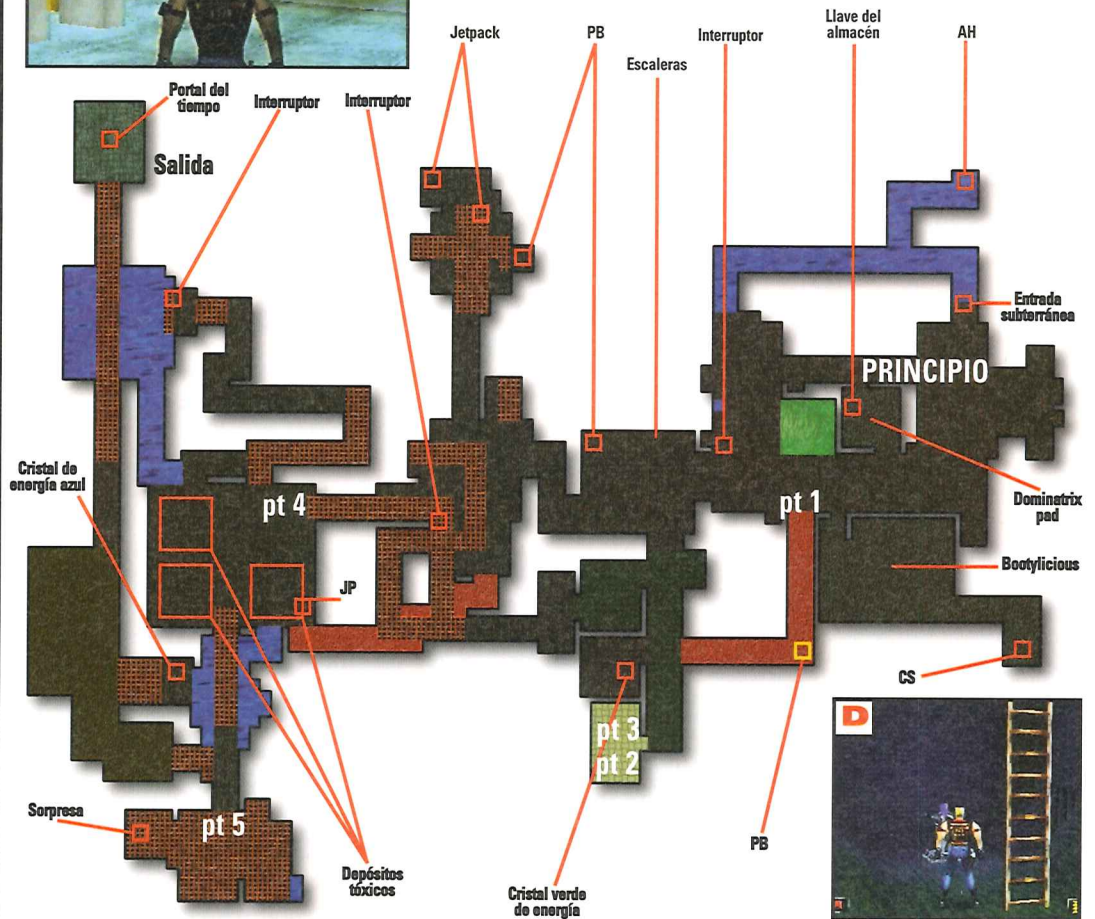 Jetpack
PB
Interruptor
Llave del
almacén
AH
Escaleras
Portal del
tiempo
Interruptor
Interruptor
Salida
Entrada
subterránea
PRINCIPIO
Cristal de
energía azul
pt 4
pt 1
Dominatrix
pad
Bootylicious
JP
CS
pt 3
pt 2
D
Sorpresa
pt 5
PB
Depósitos
tóxicos
Cristal verde
de energía